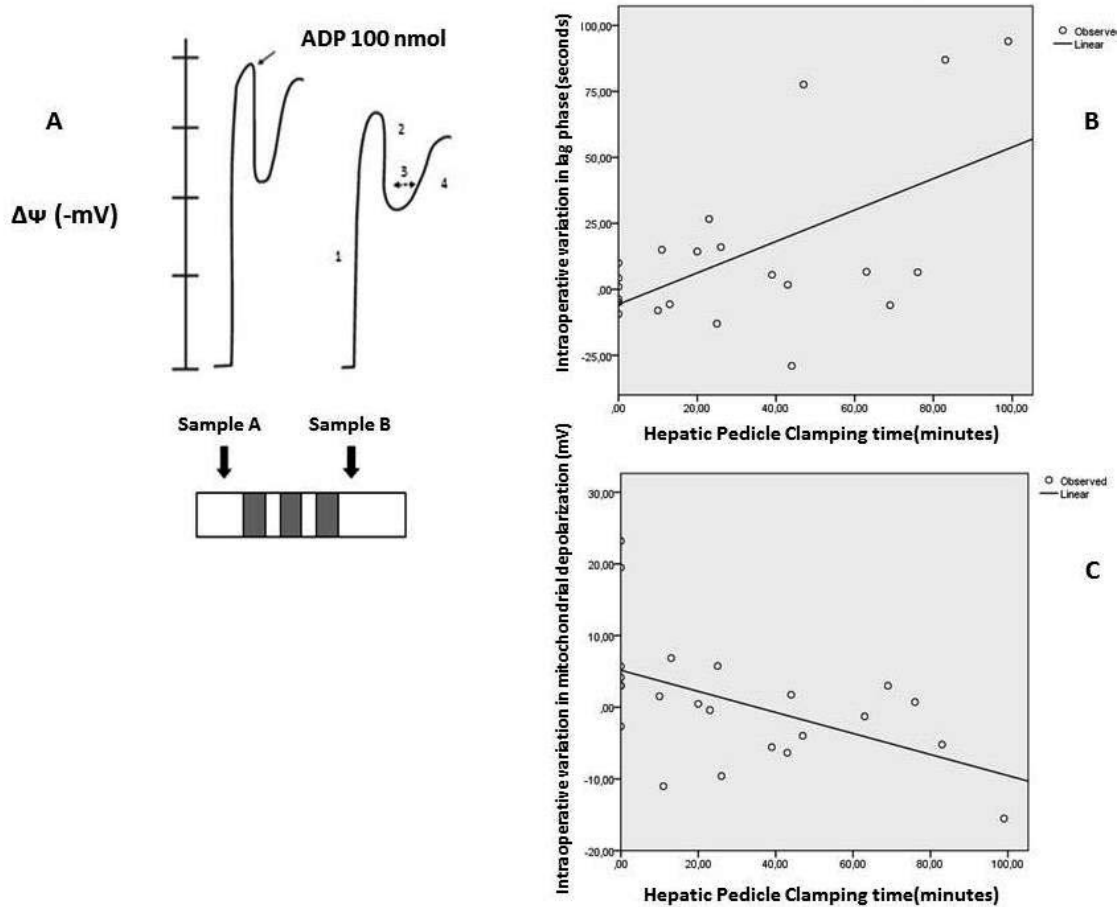 ADP 100 nmol
A
ΔΨ (-mV)
1
2
3
4
Sample A
Sample B
Intraoperative variation in lag phase (seconds)
100,00
75,00
50,00
25,00
,00
-25,00
,00 20,00 40,00 60,00 80,00 100,00
Hepatic Pedicle Clamping time(minutes)
Observed
Linear
B
Intraoperative variation in mitochondrial depolarization (mV)
30,00
20,00
10,00
,00
-10,00
-20,00
,00 20,00 40,00 60,00 80,00 100,00
Hepatic Pedicle Clamping time(minutes)
Observed
Linear
C